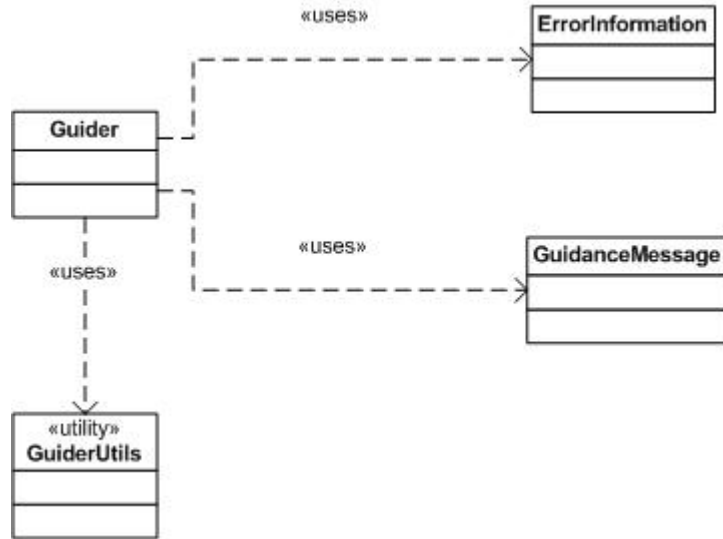 «uses»
ErrorInformation
Guider
«uses»
GuidanceMessage
«uses»
«utility»
GuiderUtils